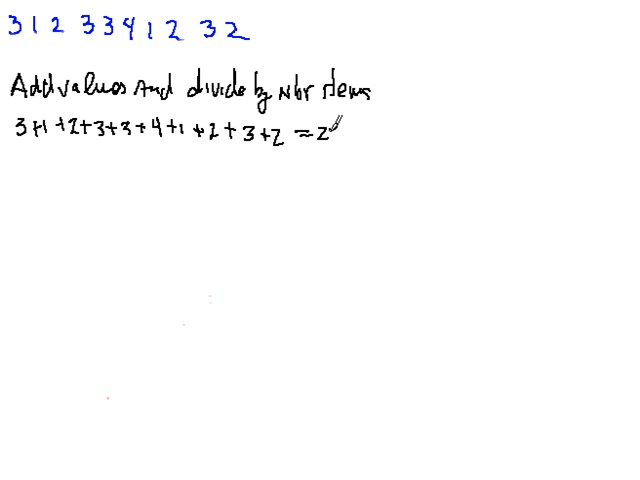 3 1 2 3 3 4 1 2 3 2
Add values And divide by Nbr items
3+1+2+3+3+4+1+2+3+2 = 2